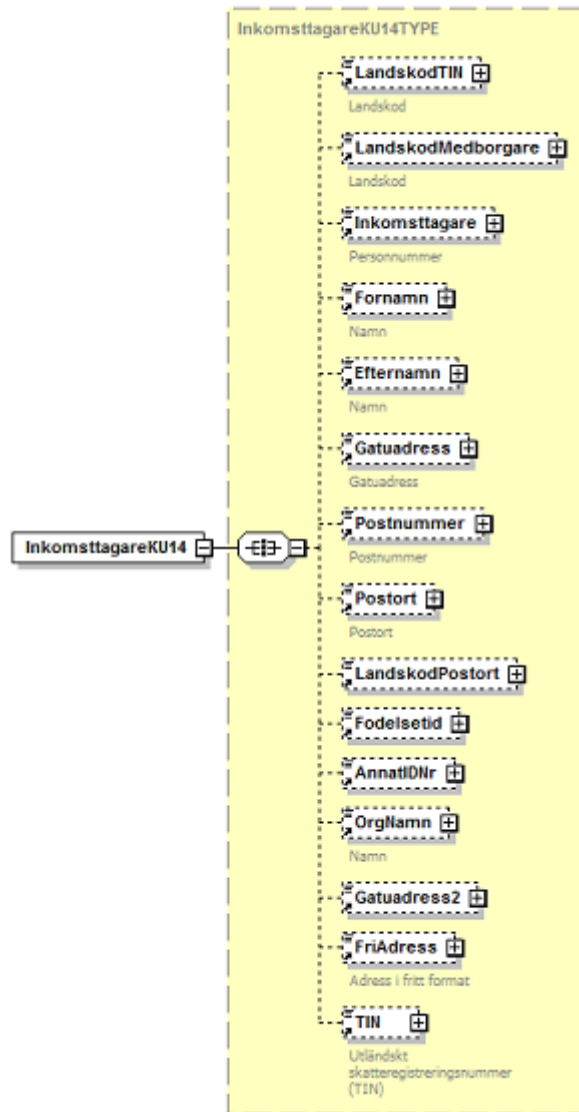 InkomsttagareKU14TYPE
LandskodTIN
Landskod
LandskodMedborgare
Landskod
Inkomsttagare
Personnummer
Fornamn
Namn
Efternamn
Namn
Gatuadress
Gatuadress
Postnummer
Postnummer
InkomsttagareKU14
Postort
Postort
LandskodPostort
Fodelsetid
AnnatIDNr
OrgNamn
Namn
Gatuadress2
FriAdress
Adress i fritt format
TIN
Utländskt
skatteregistreringsnummer
(TIN)